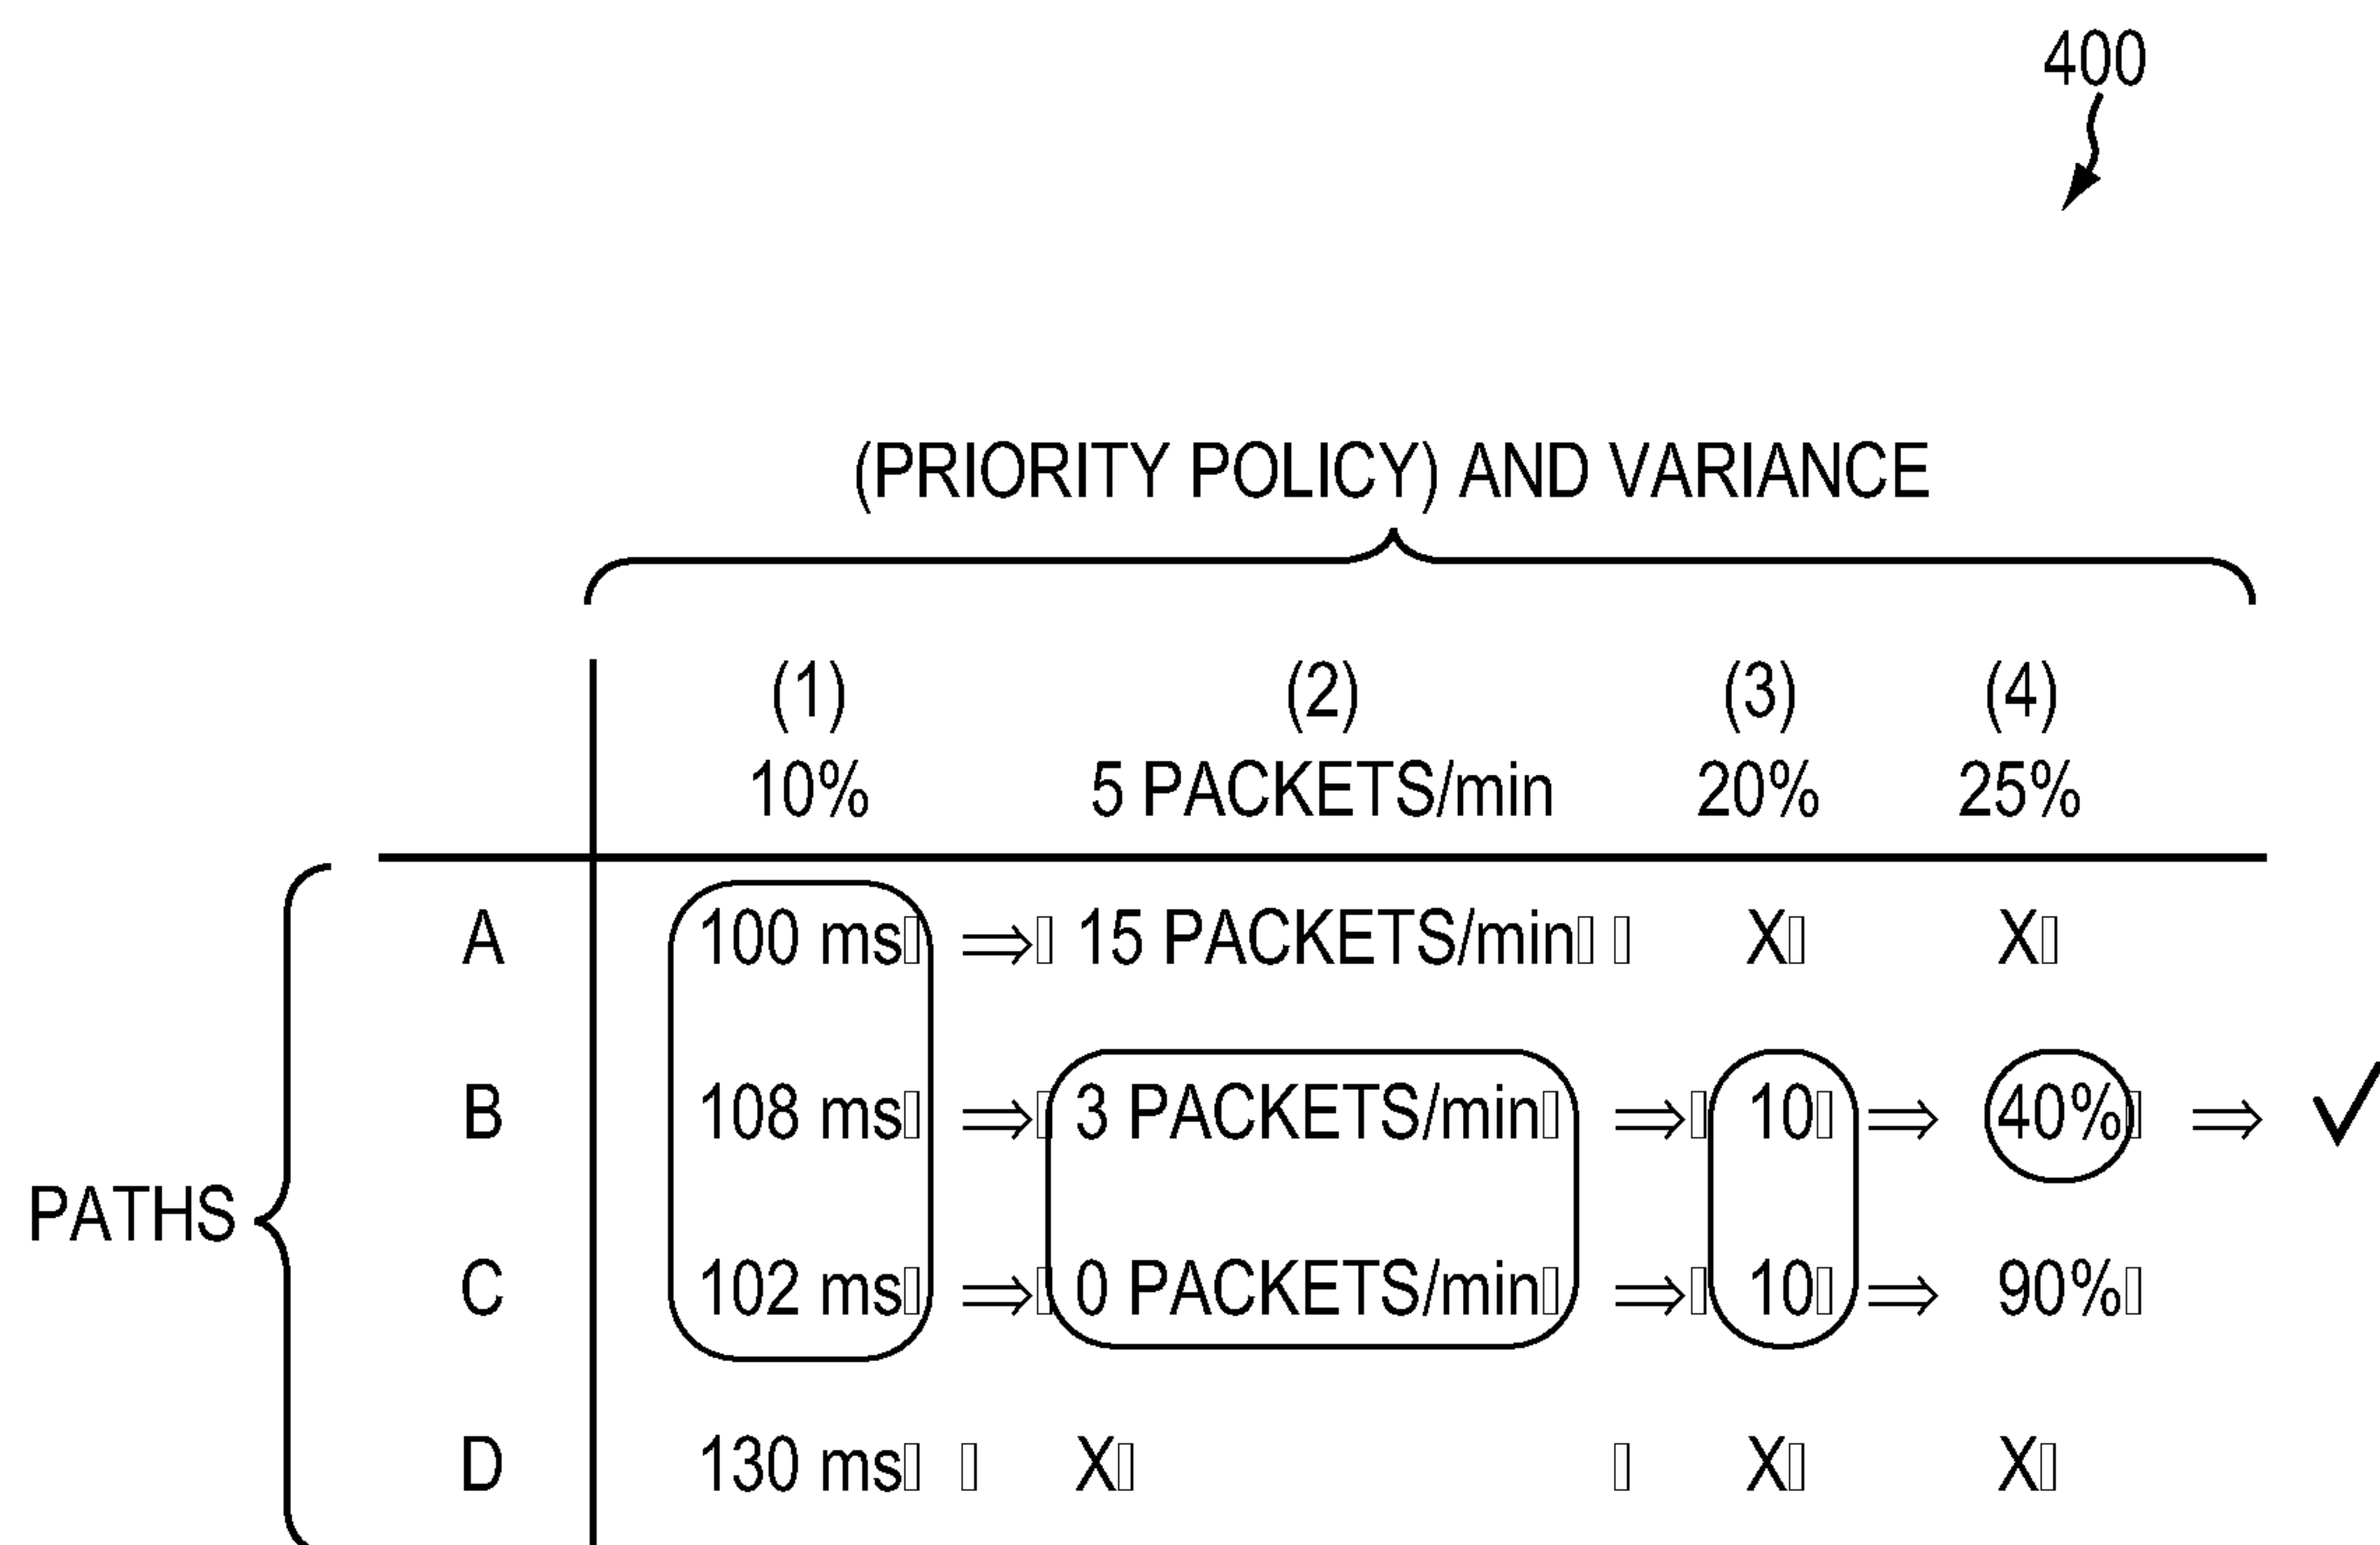 400
(PRIORITY POLICY) AND VARIANCE
(1) (2) (3) (4)
10% 5 PACKETS/min 20% 25%
A 100 ms ⇒ 15 PACKETS/min X X
B 108 ms ⇒ 3 PACKETS/min ⇒ 10 ⇒ 40% ⇒ ✓
PATHS
C 102 ms ⇒ 0 PACKETS/min ⇒ 10 ⇒ 90%
D 130 ms X X X